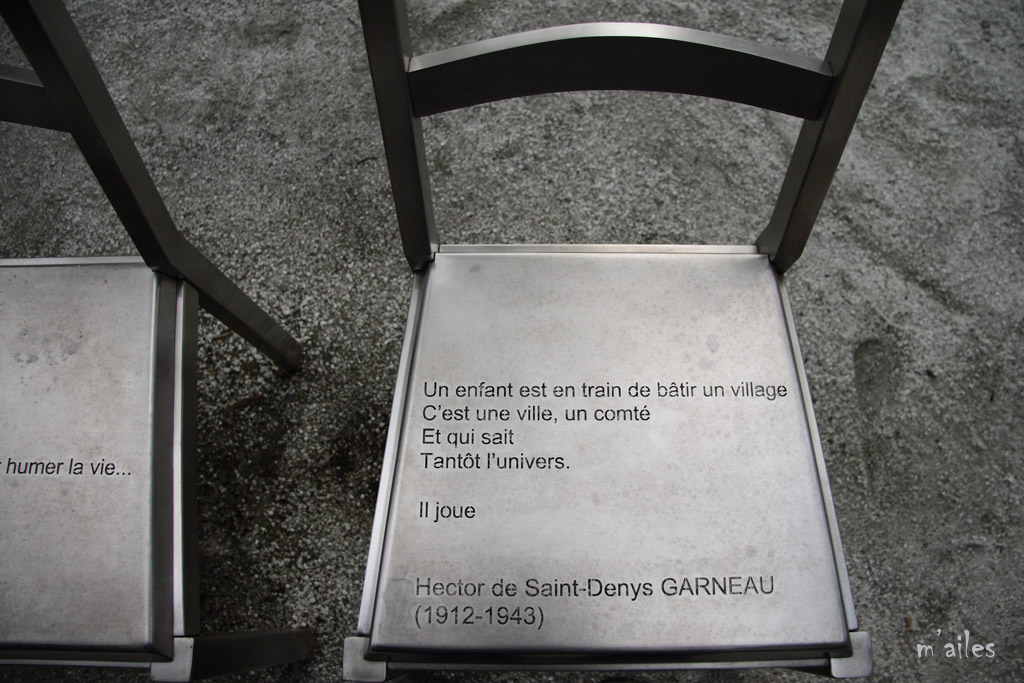 humer la vie...
Un enfant est en train de bâtir un village
C'est une ville, un comté
Et qui sait
Tantôt l'univers.
Il joue
Hector de Saint-Denys GARNEAU
(1912-1943)
m'ailes